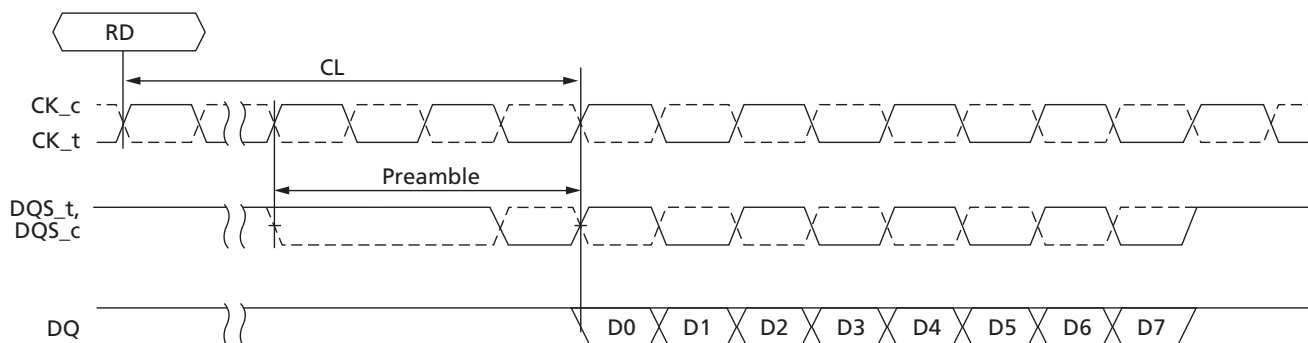 RD
CL
CK_c
CK_t
Preamble
DQS_t,
DQS_c
DQ
D0 D1 D2 D3 D4 D5 D6 D7